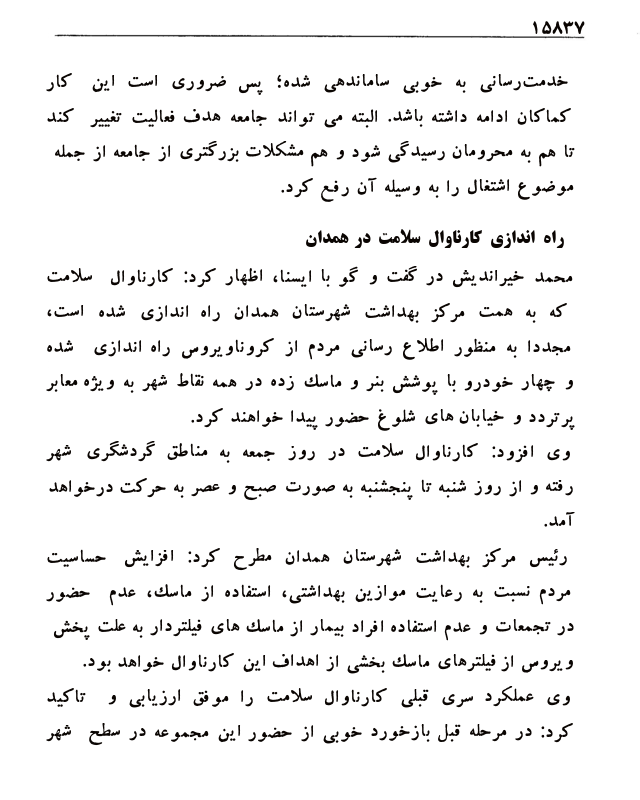 ۱۵۸۳۷
خدمت‌رسانی به خوبی ساماندهی شده؛ پس ضروری است این کار
کماکان ادامه داشته باشد. البته می تواند جامعه هدف فعالیت تغییر کند
تا هم به محرومان رسیدگی شود و هم مشکلات بزرگتری از جامعه از جمله
موضوع اشتغال را به وسیله آن رفع کرد.
راه اندازی کارناوال سلامت در همدان
محمد خیراندیش در گفت و گو با ایسنا، اظهار کرد: کارناوال سلامت
که به همت مرکز بهداشت شهرستان همدان راه اندازی شده است،
مجددا به منظور اطلاع رسانی مردم از کروناویروس راه اندازی شده
و چهار خودرو با پوشش بنر و ماسك زده در همه نقاط شهر به ویژه معابر
پرتردد و خیابان های شلوغ حضور پیدا خواهند کرد.
وی افزود: کارناوال سلامت در روز جمعه به مناطق گردشگری شهر
رفته و از روز شنبه تا پنجشنبه به صورت صبح و عصر به حرکت درخواهد
آمد.
رئیس مرکز بهداشت شهرستان همدان مطرح کرد: افزایش حساسیت
مردم نسبت به رعایت موازین بهداشتی، استفاده از ماسك، عدم حضور
در تجمعات و عدم استفاده افراد بیمار از ماسك های فیلتردار به علت پخش
ویروس از فیلترهای ماسك بخشی از اهداف این کارناوال خواهد بود.
وی عملکرد سری قبلی کارناوال سلامت را موفق ارزیابی و تاکید
کرد: در مرحله قبل بازخورد خوبی از حضور این مجموعه در سطح شهر